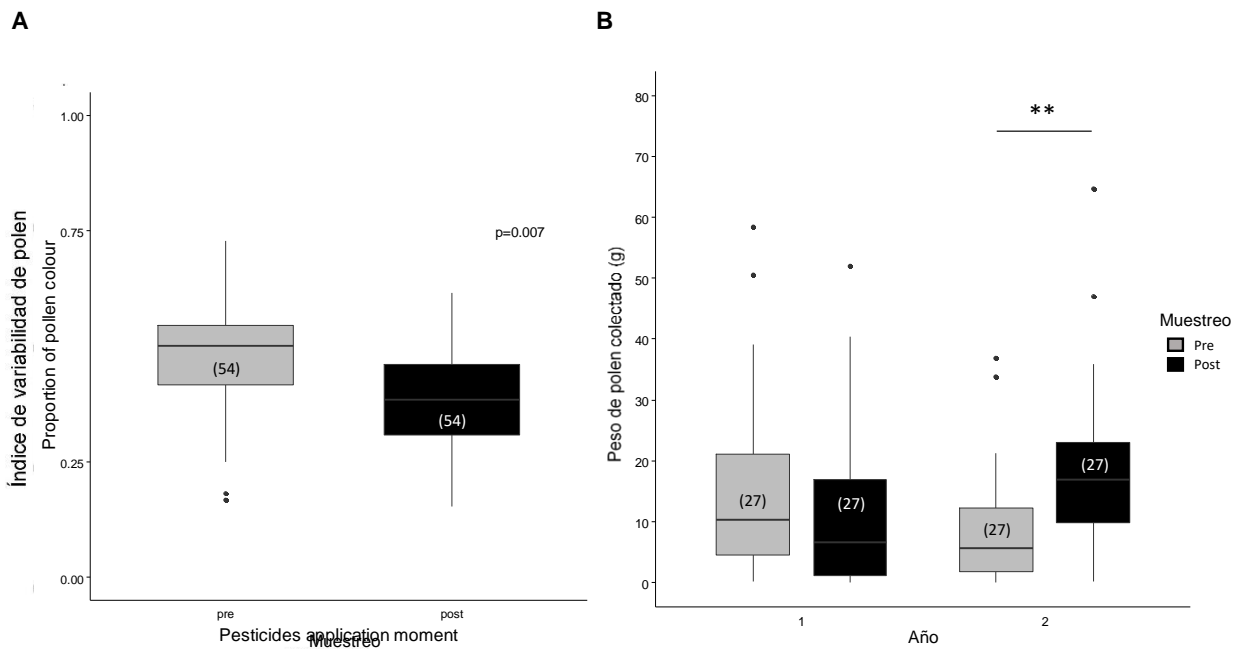 A
Índice de variabilidad de polen
Proportion of pollen colour
1.00
0.75
0.25
0.00
p=0.007
(54)
(54)
pre
post
Pesticides application moment
Muestreo
B
Peso de polen colectado (g)
80
70
60
50
40
30
20
10
0
**
(27)
(27)
(27)
(27)
1
2
Año
Muestreo
Pre
Post